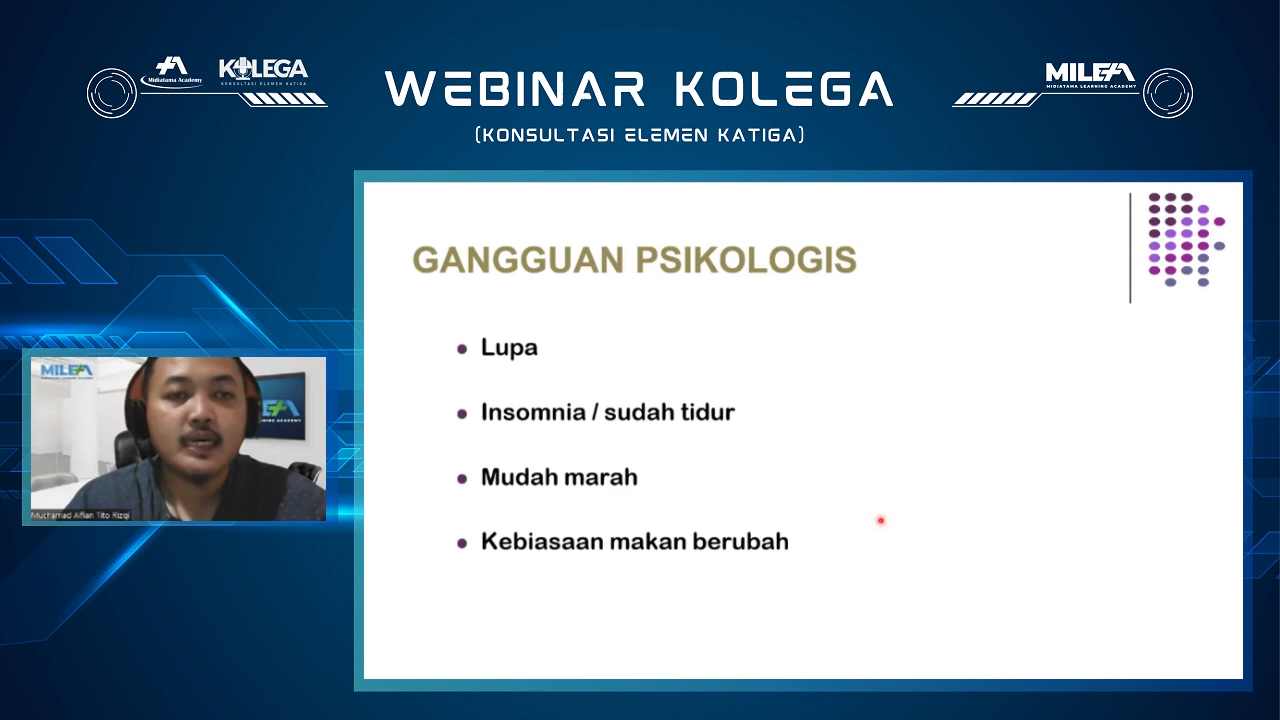 Midiatama Academy
KOLEGA
KONSULTASI ELEMEN KATIGA
WEBINAR KOLEGA
(KONSULTASI ELEMEN KATIGA)
MILEA
MIDIATAMA LEARNING ACADEMY
GANGGUAN PSIKOLOGIS
• Lupa
• Insomnia / sudah tidur
• Mudah marah
• Kebiasaan makan berubah
MILEA
Muchamad Alfian Tito Rizqi